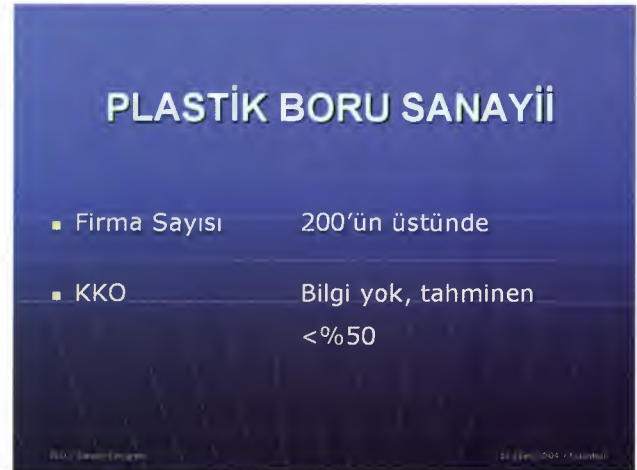 PLASTİK BORU SANAYİİ
▪ Firma Sayısı 200'ün üstünde
▪ KKO Bilgi yok, tahminen
<%50